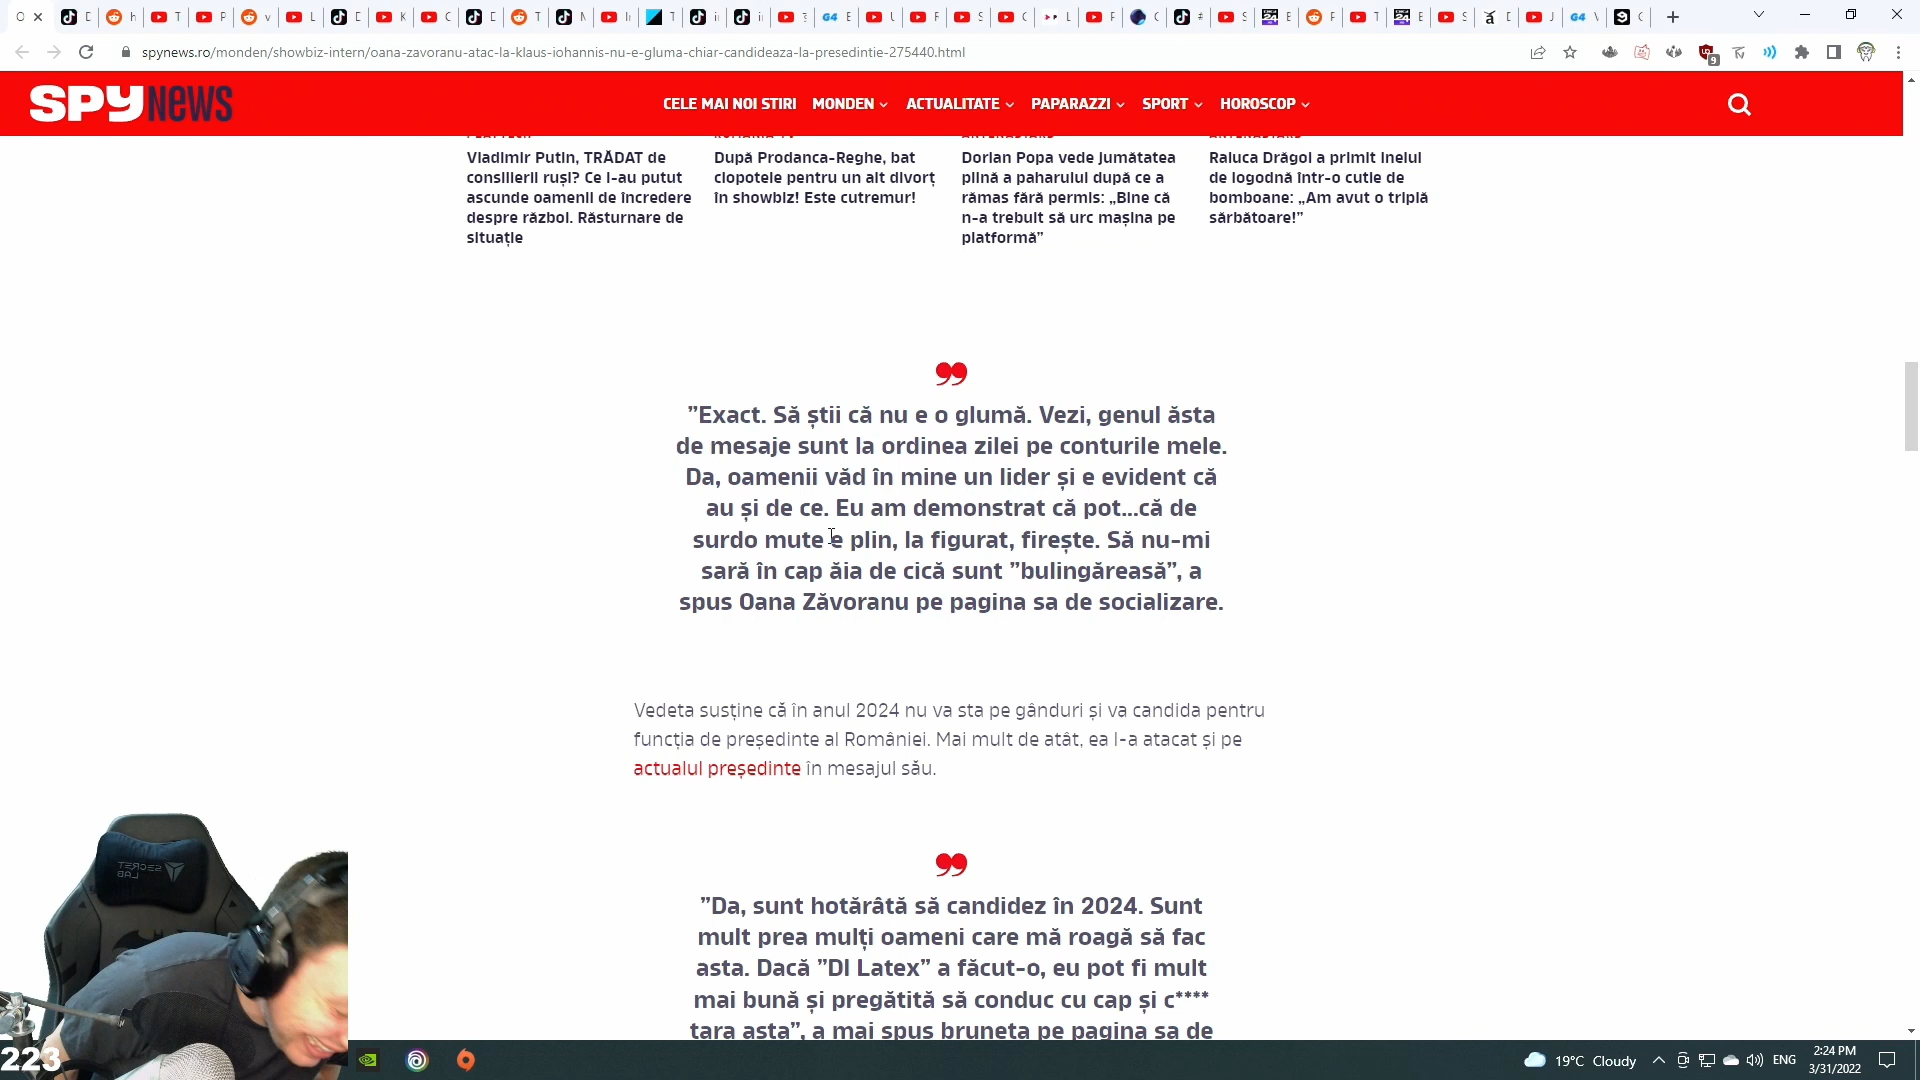 spynews.ro/monden/showbiz-intern/oana-zavoranu-atac-la-klaus-iohannis-nu-e-gluma-chiar-candideaza-la-presedintie-275440.html
SPYNEWS
CELE MAI NOI STIRI
MONDEN
ACTUALITATE
PAPARAZZI
SPORT
HOROSCOP
Vladimir Putin, TRĂDAT de
consilierii ruși? Ce i-au putut
ascunde oamenii de încredere
despre război. Răsturnare de
situație
După Prodanca-Reghe, bat
clopotele pentru un alt divorț
în showbiz! Este cutremur!
Dorian Popa vede jumătatea
plină a paharului după ce a
rămas fără permis: „Bine că
n-a trebuit să urc mașina pe
platformă”
Raluca Drăgoi a primit inelul
de logodnă într-o cutie de
bomboane: „Am avut o triplă
sărbătoare!”
”Exact. Să știi că nu e o glumă. Vezi, genul ăsta
de mesaje sunt la ordinea zilei pe conturile mele.
Da, oamenii văd în mine un lider și e evident că
au și de ce. Eu am demonstrat că pot...că de
surdo mute e plin, la figurat, firește. Să nu-mi
sară în cap ăia de cică sunt ”bulingăreasă”, a
spus Oana Zăvoranu pe pagina sa de socializare.
Vedeta susține că în anul 2024 nu va sta pe gânduri și va candida pentru
funcția de președinte al României. Mai mult de atât, ea l-a atacat și pe
actualul președinte în mesajul său.
”Da, sunt hotărâtă să candidez în 2024. Sunt
mult prea mulți oameni care mă roagă să fac
asta. Dacă ”DI Latex” a făcut-o, eu pot fi mult
mai bună și pregătită să conduc cu cap și c****
țara asta”, a mai spus bruneta pe pagina sa de
SECRET
LAB
223
19°C Cloudy
ENG
2:24 PM
3/31/2022